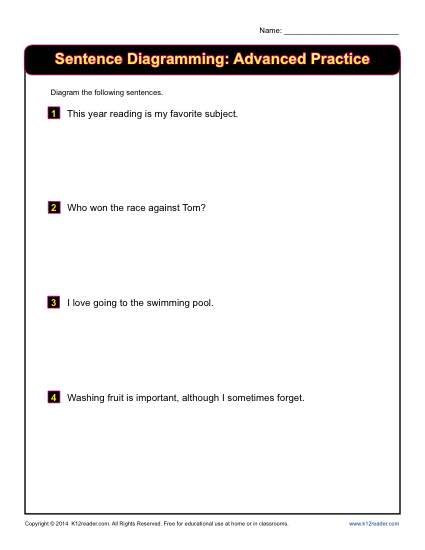 Name: ____________________________
Sentence Diagramming: Advanced Practice
Diagram the following sentences.
1 This year reading is my favorite subject.
2 Who won the race against Tom?
3 I love going to the swimming pool.
4 Washing fruit is important, although I sometimes forget.
Copyright © 2014 K12reader.com. All Rights Reserved. Free for educational use at home or in classrooms. www.k12reader.com